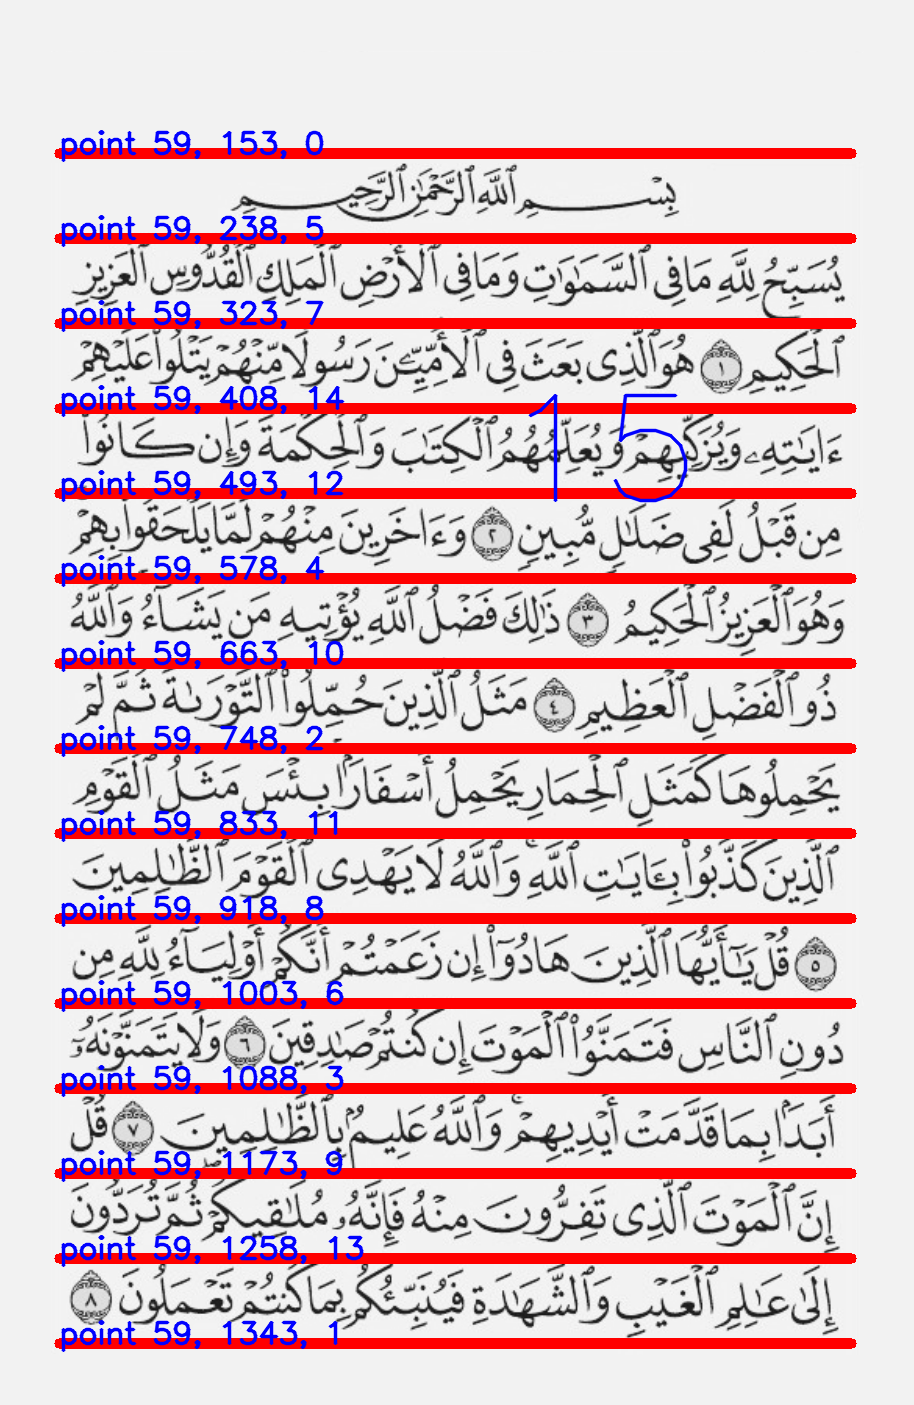 point 59, 153, 0
بِسْمِ ٱللَّهِ ٱلرَّحْمَٰنِ ٱلرَّحِيمِ
point 59, 238, 5
يُسَبِّحُ لِلَّهِ مَا فِى ٱلسَّمَٰوَٰتِ وَمَا فِى ٱلْأَرْضِ ٱلْمَلِكِ ٱلْقُدُّوسِ ٱلْعَزِيزِ
point 59, 323, 7
ٱلْحَكِيمِ ١ هُوَ ٱلَّذِى بَعَثَ فِى ٱلْأُمِّيِّـۧنَ رَسُولًا مِّنْهُمْ يَتْلُوا۟ عَلَيْهِمْ
point 59, 408, 14
ءَايَٰتِهِۦ وَيُزَكِّيهِمْ وَيُعَلِّمُهُمُ ٱلْكِتَٰبَ وَٱلْحِكْمَةَ وَإِن كَانُوا۟
15
point 59, 493, 12
مِن قَبْلُ لَفِى ضَلَٰلٍ مُّبِينٍ ٢ وَءَاخَرِينَ مِنْهُمْ لَمَّا يَلْحَقُوا۟ بِهِمْ
point 59, 578, 4
وَهُوَ ٱلْعَزِيزُ ٱلْحَكِيمُ ٣ ذَٰلِكَ فَضْلُ ٱللَّهِ يُؤْتِيهِ مَن يَشَآءُ وَٱللَّهُ
point 59, 663, 10
ذُو ٱلْفَضْلِ ٱلْعَظِيمِ ٤ مَثَلُ ٱلَّذِينَ حُمِّلُوا۟ ٱلتَّوْرَىٰةَ ثُمَّ لَمْ
point 59, 748, 2
يَحْمِلُوهَا كَمَثَلِ ٱلْحِمَارِ يَحْمِلُ أَسْفَارًۢا بِئْسَ مَثَلُ ٱلْقَوْمِ
point 59, 833, 11
ٱلَّذِينَ كَذَّبُوا۟ بِـَٔايَٰتِ ٱللَّهِ ۚ وَٱللَّهُ لَا يَهْدِى ٱلْقَوْمَ ٱلظَّٰلِمِينَ
point 59, 918, 8
٥ قُلْ يَٰٓأَيُّهَا ٱلَّذِينَ هَادُوٓا۟ إِن زَعَمْتُمْ أَنَّكُمْ أَوْلِيَآءُ لِلَّهِ مِن
point 59, 1003, 6
دُونِ ٱلنَّاسِ فَتَمَنَّوُا۟ ٱلْمَوْتَ إِن كُنتُمْ صَٰدِقِينَ ٦ وَلَا يَتَمَنَّوْنَهُۥٓ
point 59, 1088, 3
أَبَدًۢا بِمَا قَدَّمَتْ أَيْدِيهِمْ ۚ وَٱللَّهُ عَلِيمٌۢ بِٱلظَّٰلِمِينَ ٧ قُلْ
point 59, 1173, 9
إِنَّ ٱلْمَوْتَ ٱلَّذِى تَفِرُّونَ مِنْهُ فَإِنَّهُۥ مُلَٰقِيكُمْ ثُمَّ تُرَدُّونَ
point 59, 1258, 13
إِلَىٰ عَٰلِمِ ٱلْغَيْبِ وَٱلشَّهَٰدَةِ فَيُنَبِّئُكُم بِمَا كُنتُمْ تَعْمَلُونَ ٨
point 59, 1343, 1